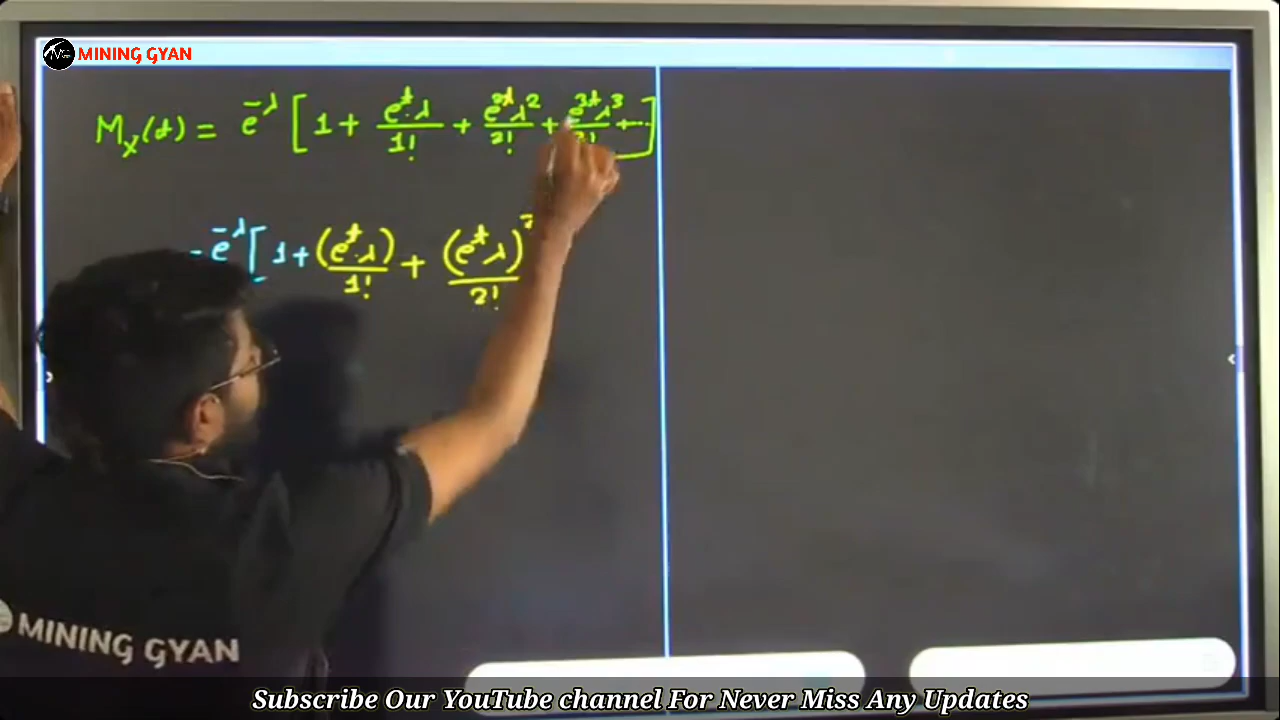 MINING GYAN
Mx(t) = e^-λ [1 + e^t.λ/1! + e^2t λ^2/2! + e^3t λ^3/3! + ...]
= e^-λ [1 + (e^t.λ)/1! + (e^t λ)^2/2!
MINING GYAN
Subscribe Our YouTube channel For Never Miss Any Updates